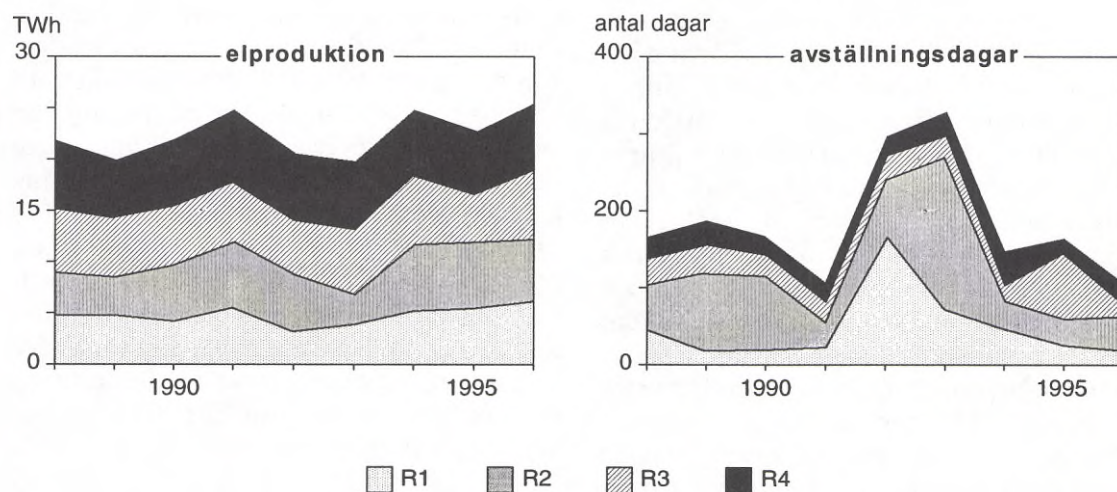 TWh
30
elproduktion
15
0
1990
1995
antal dagar
400
avställningsdagar
200
0
1990
1995
R1
R2
R3
R4